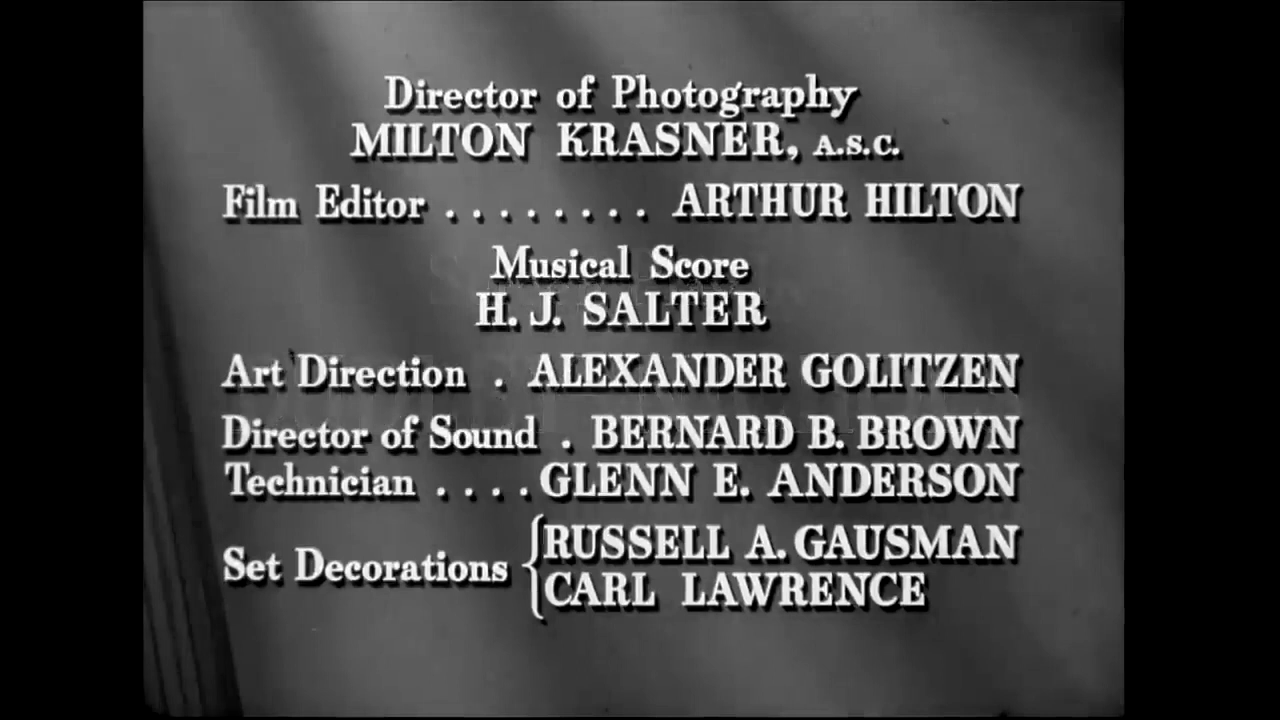 Director of Photography
MILTON KRASNER, A.S.C.
Film Editor ........ ARTHUR HILTON
Musical Score
H. J. SALTER
Art Direction . ALEXANDER GOLITZEN
Director of Sound . BERNARD B. BROWN
Technician .... GLENN E. ANDERSON
Set Decorations { RUSSELL A. GAUSMAN
CARL LAWRENCE